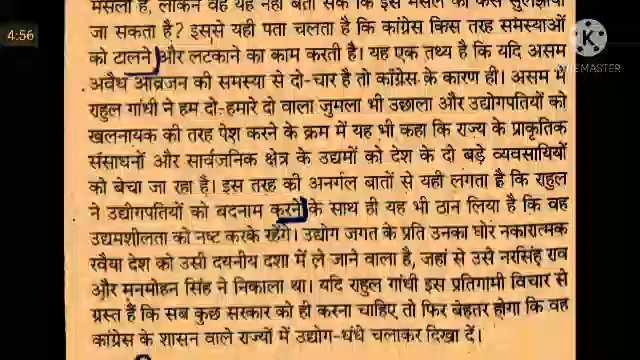 मसला है, लेकिन वह यह नहीं बता सके कि इस मसले को कैसे सुलझाया
जा सकता है? इससे यही पता चलता है कि कांग्रेस किस तरह समस्याओं
4:56
को टालने और लटकाने का काम करती है। यह एक तथ्य है कि यदि असम
अवैध आव्रजन की समस्या से दो-चार है तो कांग्रेस के कारण ही। असम में
KINEMASTER
राहुल गांधी ने हम दो-हमारे दो वाला जुमला भी उछाला और उद्योगपतियों को
खलनायक की तरह पेश करने के क्रम में यह भी कहा कि राज्य के प्राकृतिक
संसाधनों और सार्वजनिक क्षेत्र के उद्यमों को देश के दो बड़े व्यवसायियों
को बेचा जा रहा है। इस तरह की अनर्गल बातों से यही लगता है कि राहुल
ने उद्योगपतियों को बदनाम करने के साथ ही यह भी ठान लिया है कि वह
उद्यमशीलता को नष्ट करके रहेंगे। उद्योग जगत के प्रति उनका घोर नकारात्मक
रवैया देश को उसी दयनीय दशा में ले जाने वाला है, जहां से उसे नरसिंह राव
और मनमोहन सिंह ने निकाला था। यदि राहुल गांधी इस प्रतिगामी विचार से
ग्रस्त हैं कि सब कुछ सरकार को ही करना चाहिए तो फिर बेहतर होगा कि वह
कांग्रेस के शासन वाले राज्यों में उद्योग-धंधे चलाकर दिखा दें।